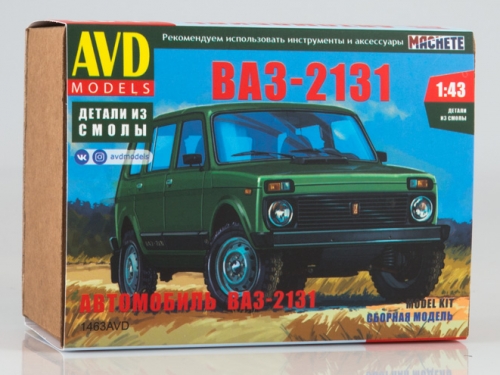 AVD
MODELS
ДЕТАЛИ ИЗ
СМОЛЫ
avdmodels
Рекомендуем использовать инструменты и аксессуары
MACHETE
ВАЗ-2131
1:43
ДЕТАЛИ
ИЗ СМОЛЫ
АВТОМОБИЛЬ ВАЗ-2131
1463AVD
MODEL KIT
СБОРНАЯ МОДЕЛЬ